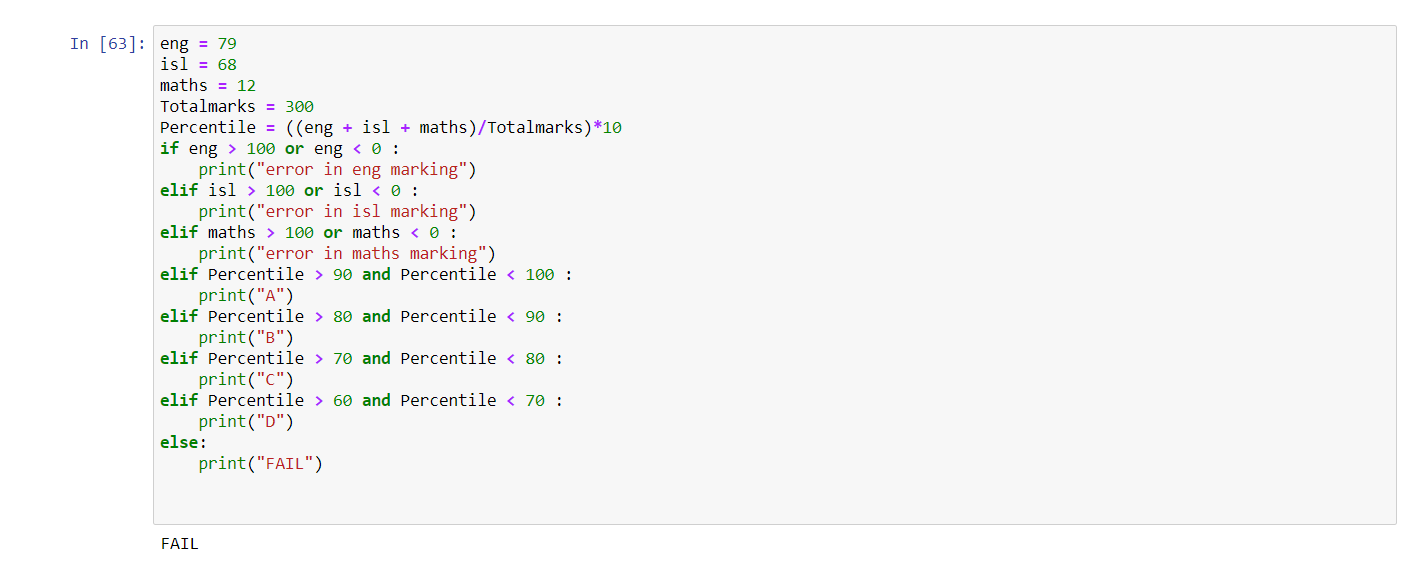 In [63]: eng = 79
isl = 68
maths = 12
Totalmarks = 300
Percentile = ((eng + isl + maths)/Totalmarks)*10
if eng > 100 or eng < 0 :
    print("error in eng marking")
elif isl > 100 or isl < 0 :
    print("error in isl marking")
elif maths > 100 or maths < 0 :
    print("error in maths marking")
elif Percentile > 90 and Percentile < 100 :
    print("A")
elif Percentile > 80 and Percentile < 90 :
    print("B")
elif Percentile > 70 and Percentile < 80 :
    print("C")
elif Percentile > 60 and Percentile < 70 :
    print("D")
else:
    print("FAIL")
FAIL